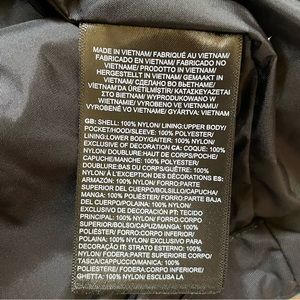 MADE IN VIETNAM/ FABRIQUÉ AU VIETNAM/
FABRICADO EN VIETNAM/ FABRICADO NO
VIETNAME/ PRODOTTO IN VIETNAM/
HERGESTELLT IN VIETNAM/ GEMAAKT IN
VIETNAM/ СДЕЛАНО ВО ВЬЕТНАМЕ/
VIETNAM'DA ÜRETİLMİŞTİR/ ΚΑΤΑΣΚΕΥΑΖΕΤΑΙ
ΣΤΟ ΒΙΕΤΝΑΜ/ WYPRODUKOWANO W
WIETNAMIE/ VYROBENO VE VIETNAMU/
VYROBENÉ VO VIETNAME/ GYÁRTVA: VIETNAM
GB: SHELL: 100% NYLON/ LINING:UPPER BODY/
POCKET/HOOD/SLEEVE: 100% POLYESTER/
LINING:LOWER BODY/GAITER: 100% NYLON/
EXCLUSIVE OF DECORATION CA: COQUE: 100%
NYLON/ DOUBLURE:HAUT DE CORPS/POCHE/
CAPUCHE/MANCHE: 100% POLYESTER/
DOUBLURE:BAS DU CORPS/GUÊTRE: 100%
NYLON/ À L'EXCEPTION DES DÉCORATIONS ES:
ARMAZÓN: 100% NYLON/ FORRO:PARTE
SUPERIOR DEL CUERPO/BOLSILLO/CAPUCHA/
MANGA: 100% POLIÉSTER/ FORRO:CUERPO INFERIOR/
POLAINA: 100% NYLON/ EXCLUSIVO DE
DECORACIÓN PT: TECIDO
PRINCIPAL: 100% NYLON/ FORRO:CORPO
SUPERIOR/BOLSO/CAPUZ/MANGA: 100%
POLIÉSTER/ FORRO:CORPO INFERIOR/
POLAINA: 100% NYLON/ EXCLUSIVO PARA
DECORAÇÃO IT: STRATO ESTERNO: 100%
NYLON/ FODERA:PARTE SUPERIORE CORPO/
TASCA/CAPPUCCIO/MANICA: 100%
POLIESTERE/ FODERA:CORPO INFERIORE/
GHETTA: 100% NYLON/ ESCLUSA LA